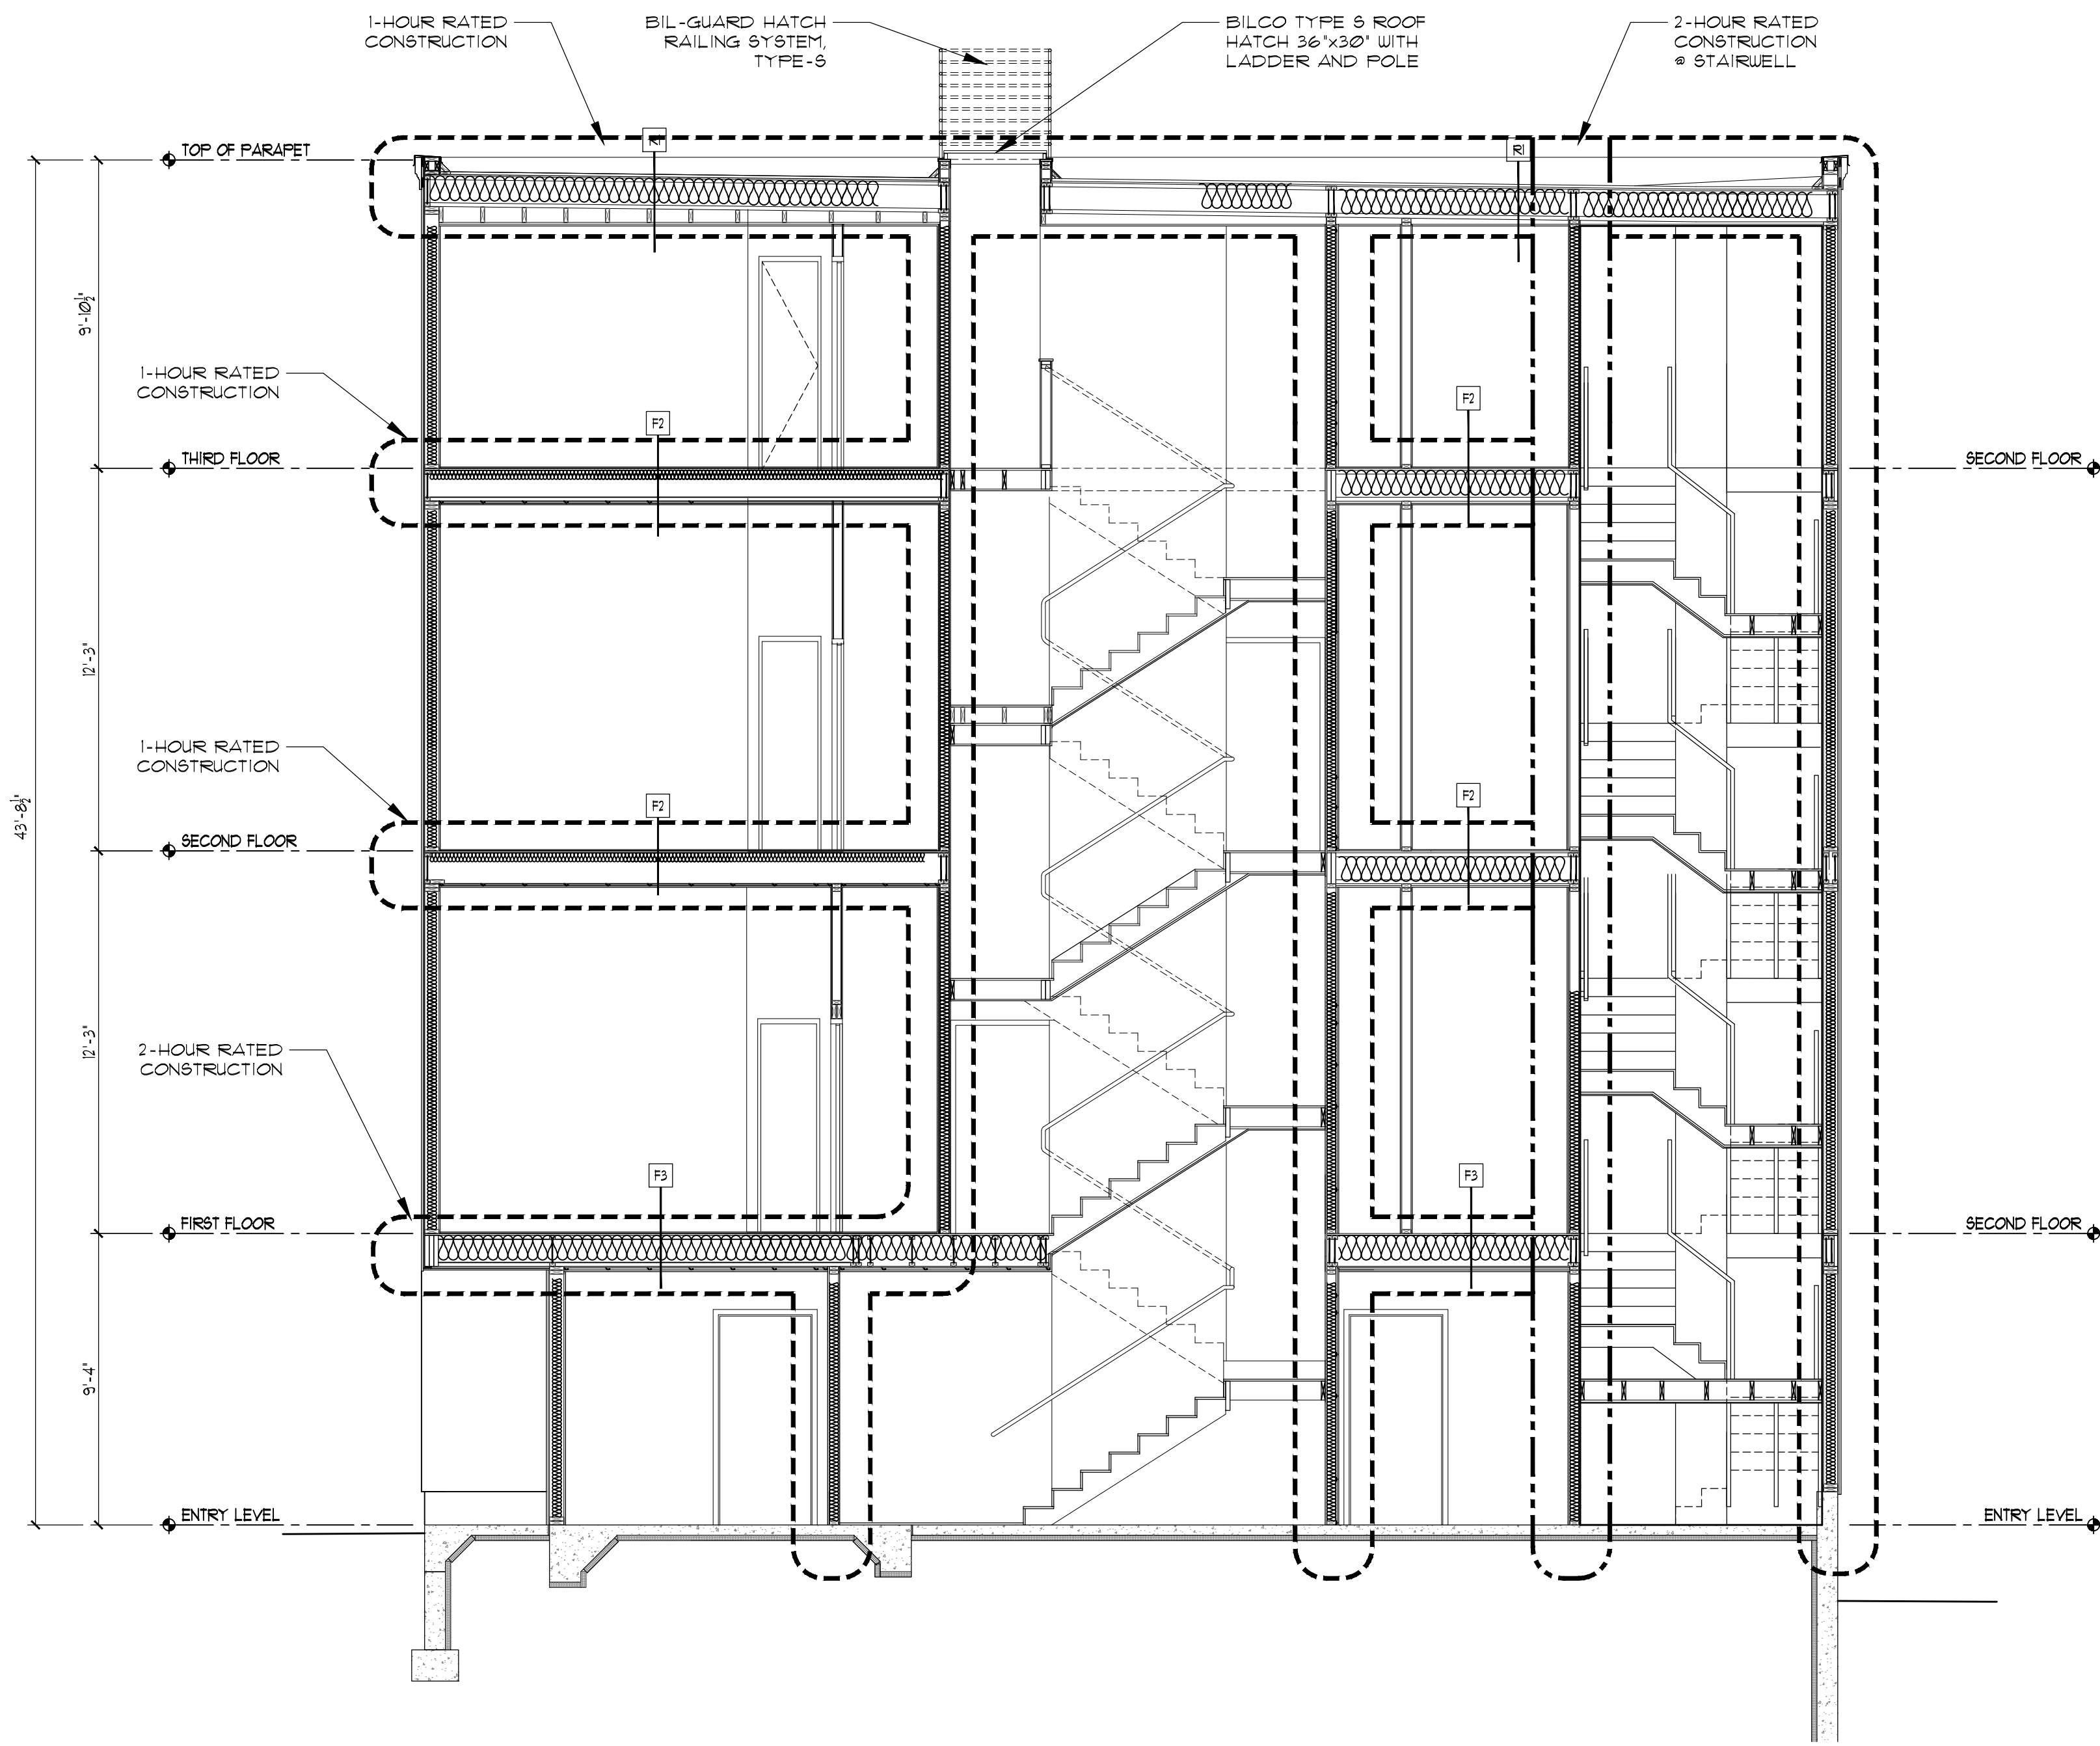 1-HOUR RATED
CONSTRUCTION
BIL-GUARD HATCH
RAILING SYSTEM,
TYPE-S
BILCO TYPE S ROOF
HATCH 36"x30" WITH
LADDER AND POLE
2-HOUR RATED
CONSTRUCTION
@ STAIRWELL
TOP OF PARAPET
R1
R1
9'-10½"
1-HOUR RATED
CONSTRUCTION
F2
F2
THIRD FLOOR
SECOND FLOOR
12'-3"
1-HOUR RATED
CONSTRUCTION
43'-8½"
F2
F2
SECOND FLOOR
12'-3"
2-HOUR RATED
CONSTRUCTION
F3
F3
FIRST FLOOR
SECOND FLOOR
9'-4"
ENTRY LEVEL
ENTRY LEVEL